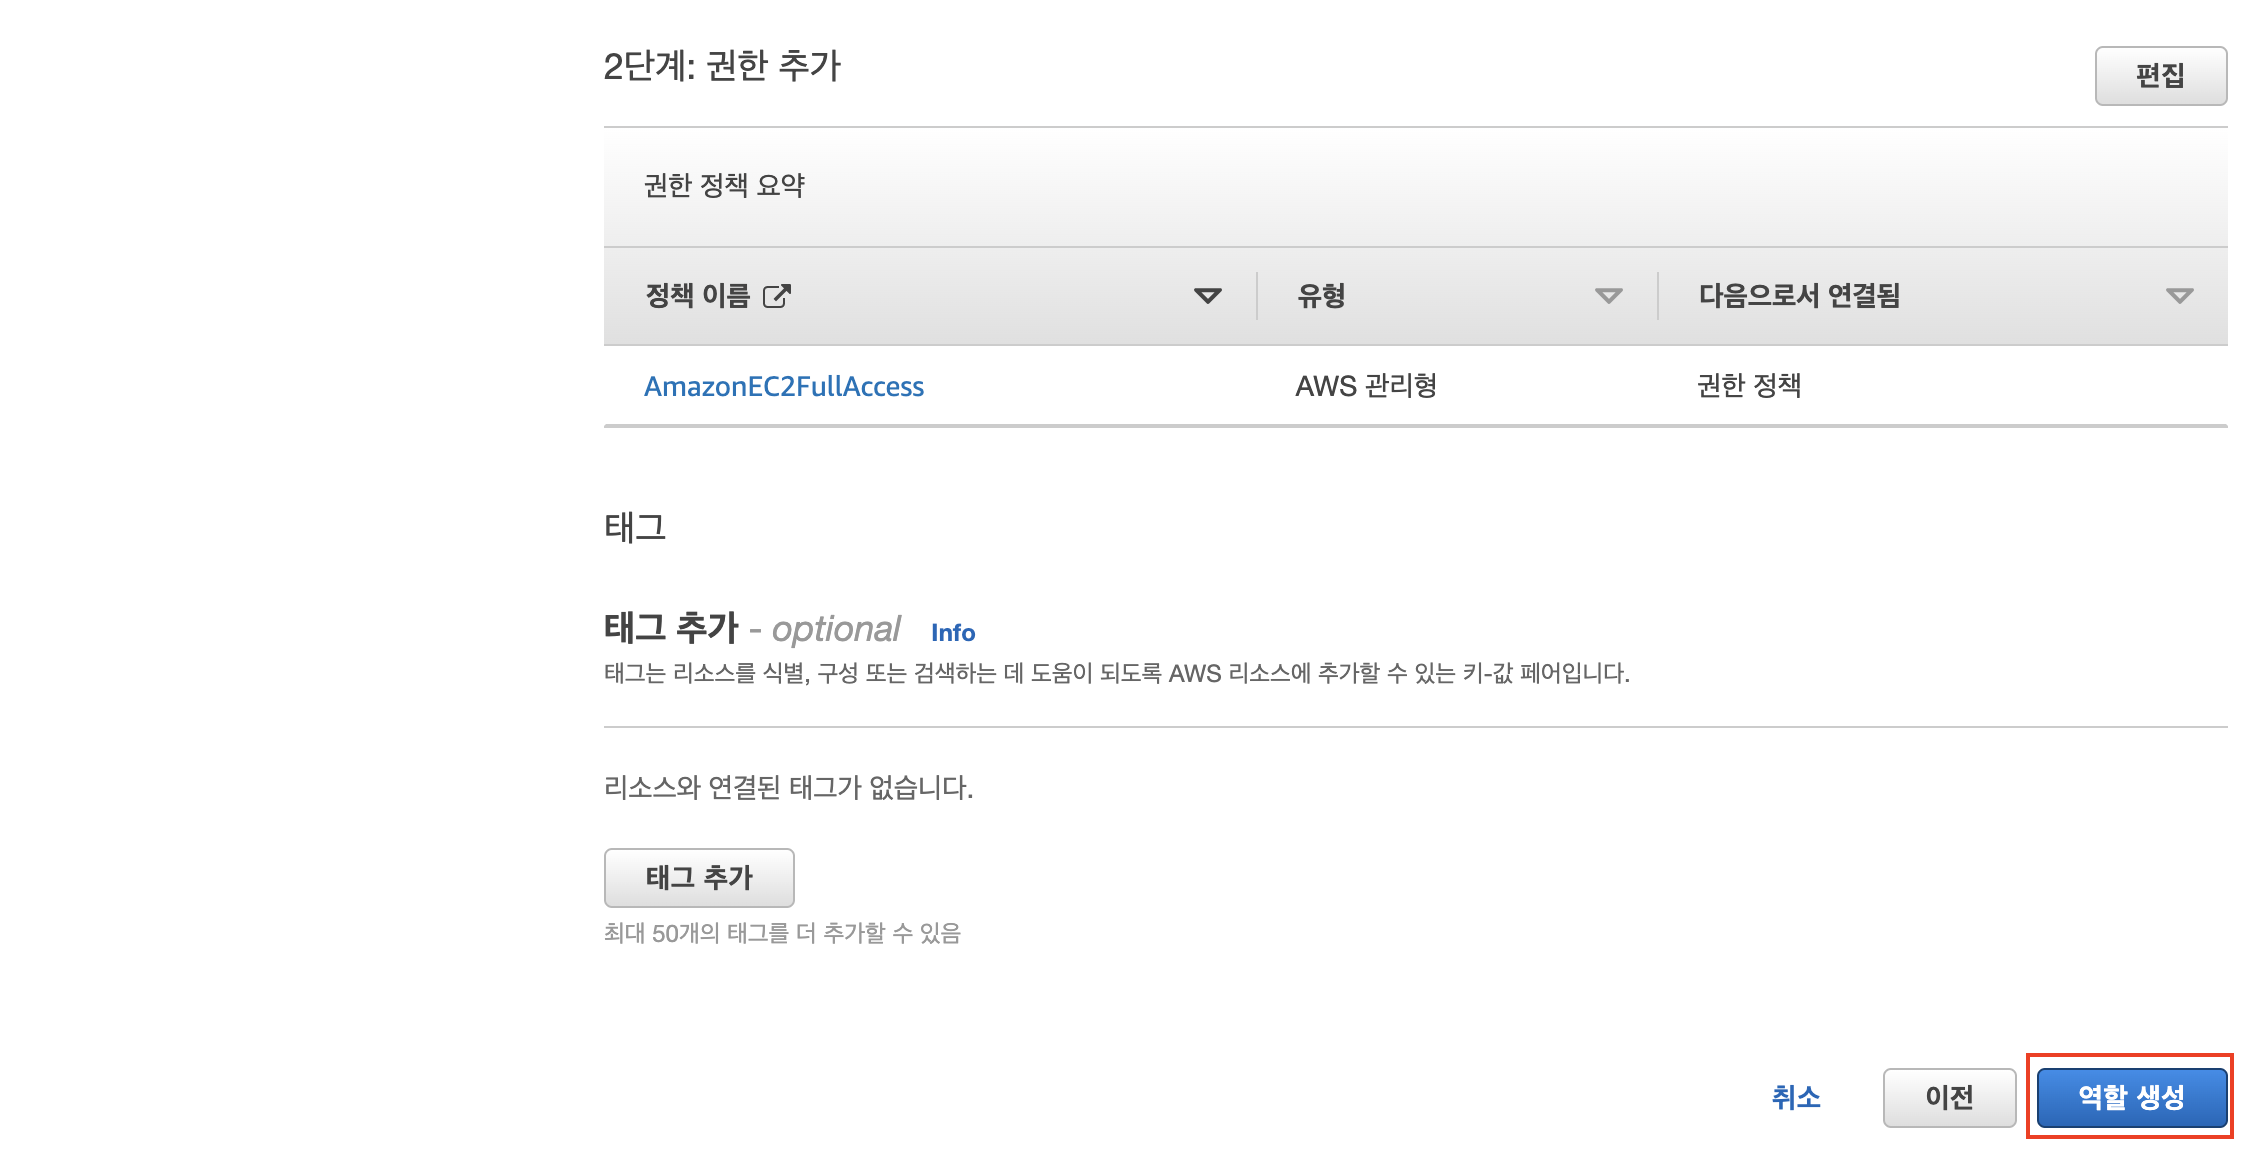 2단계: 권한 추가
편집
권한 정책 요약
정책 이름 유형 다음으로서 연결됨
AmazonEC2FullAccess AWS 관리형 권한 정책
태그
태그 추가 - optional Info
태그는 리소스를 식별, 구성 또는 검색하는 데 도움이 되도록 AWS 리소스에 추가할 수 있는 키-값 페어입니다.
리소스와 연결된 태그가 없습니다.
태그 추가
최대 50개의 태그를 더 추가할 수 있음
취소 이전 역할 생성